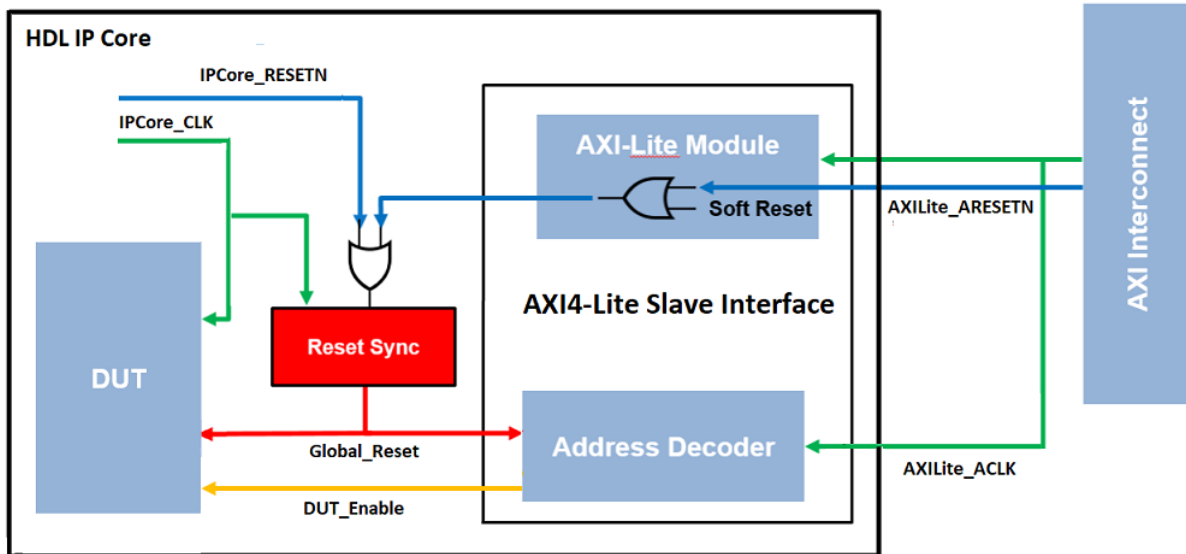 HDL IP Core
IPCore_RESETN
IPCore_CLK
AXI-Lite Module
Soft Reset
AXILite_ARESETN
AXI Interconnect
AXI4-Lite Slave Interface
Reset Sync
DUT
Global_Reset
Address Decoder
AXILite_ACLK
DUT_Enable